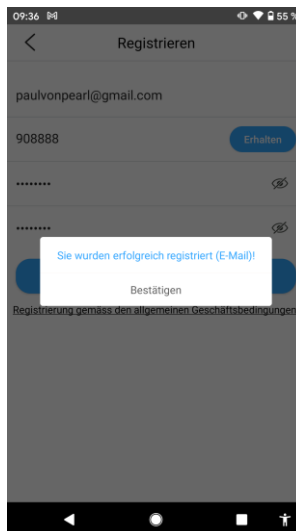 09:36 55 %
Registrieren
paulvonpearl@gmail.com
908888 Erhalten
••••••••
••••••••
Sie wurden erfolgreich registriert (E-Mail)!
Bestätigen
Registrierung gemäss den allgemeinen Geschäftsbedingungen